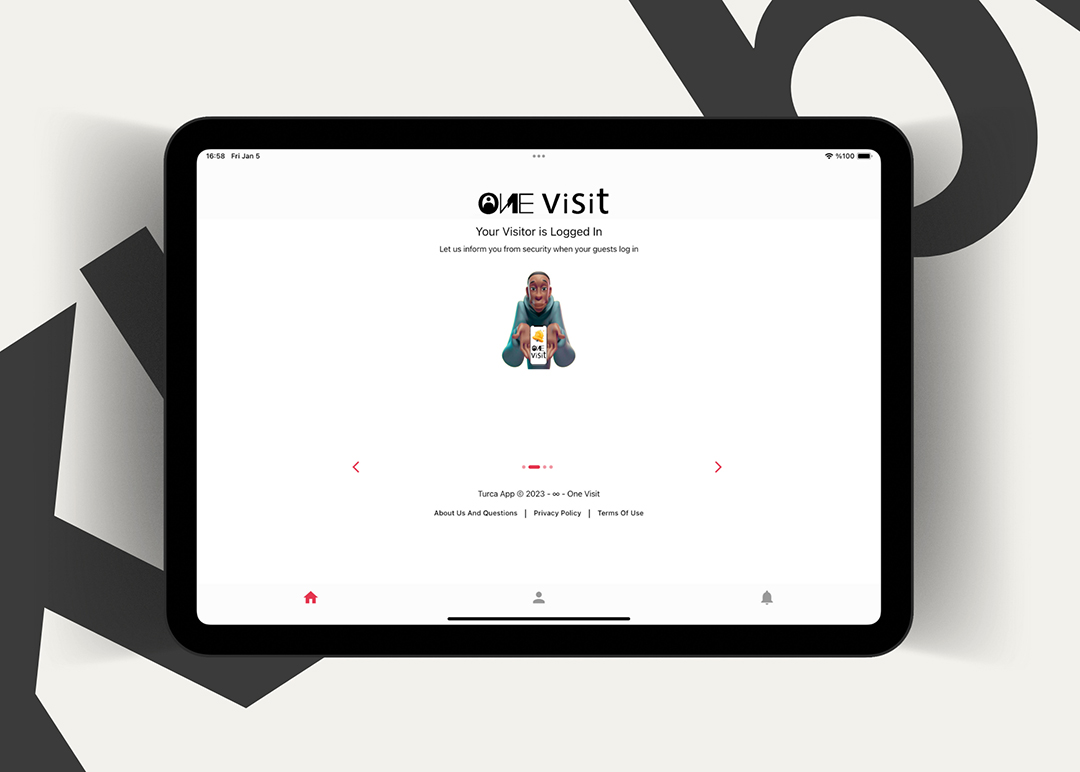 16:58 Fri Jan 5
%100
ONE visit
Your Visitor is Logged In
Let us inform you from security when your guests log in
ONE
visit
Turca App © 2023 - ∞ - One Visit
About Us And Questions | Privacy Policy | Terms Of Use